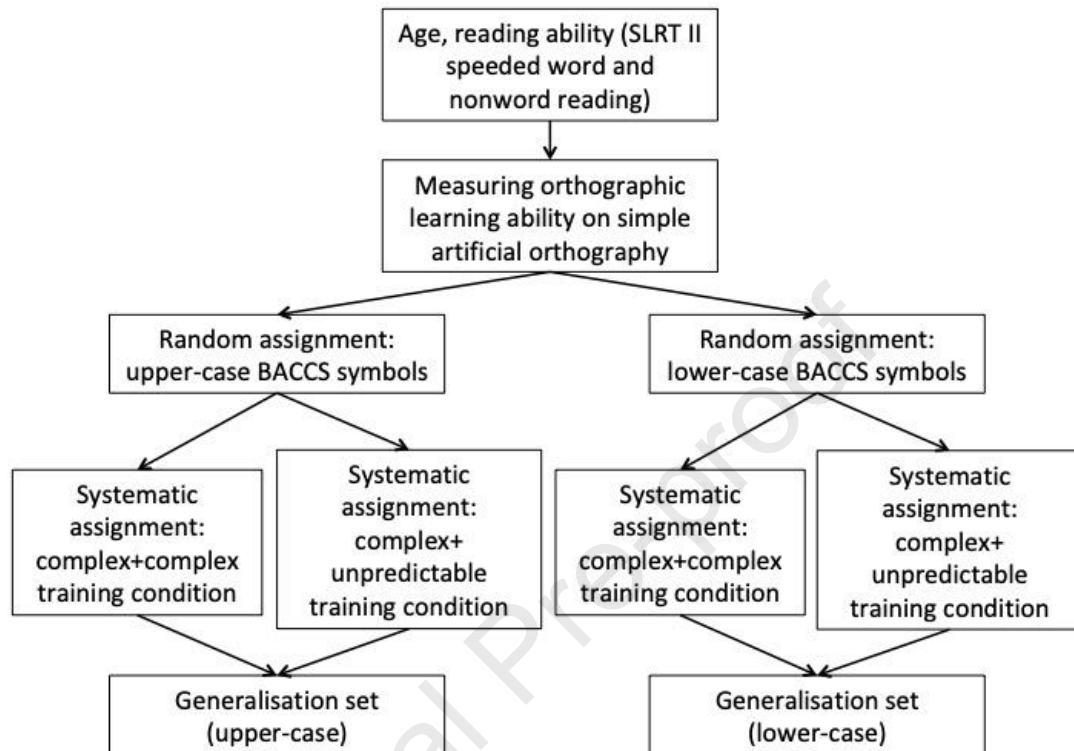 Age, reading ability (SLRT II
speeded word and
nonword reading)
Measuring orthographic
learning ability on simple
artificial orthography
Random assignment:
upper-case BACCS symbols
Random assignment:
lower-case BACCS symbols
Systematic
assignment:
complex+complex
training condition
Systematic
assignment:
complex+
unpredictable
training condition
Systematic
assignment:
complex+complex
training condition
Systematic
assignment:
complex+
unpredictable
training condition
Generalisation set
(upper-case)
Generalisation set
(lower-case)
al Pre-proof